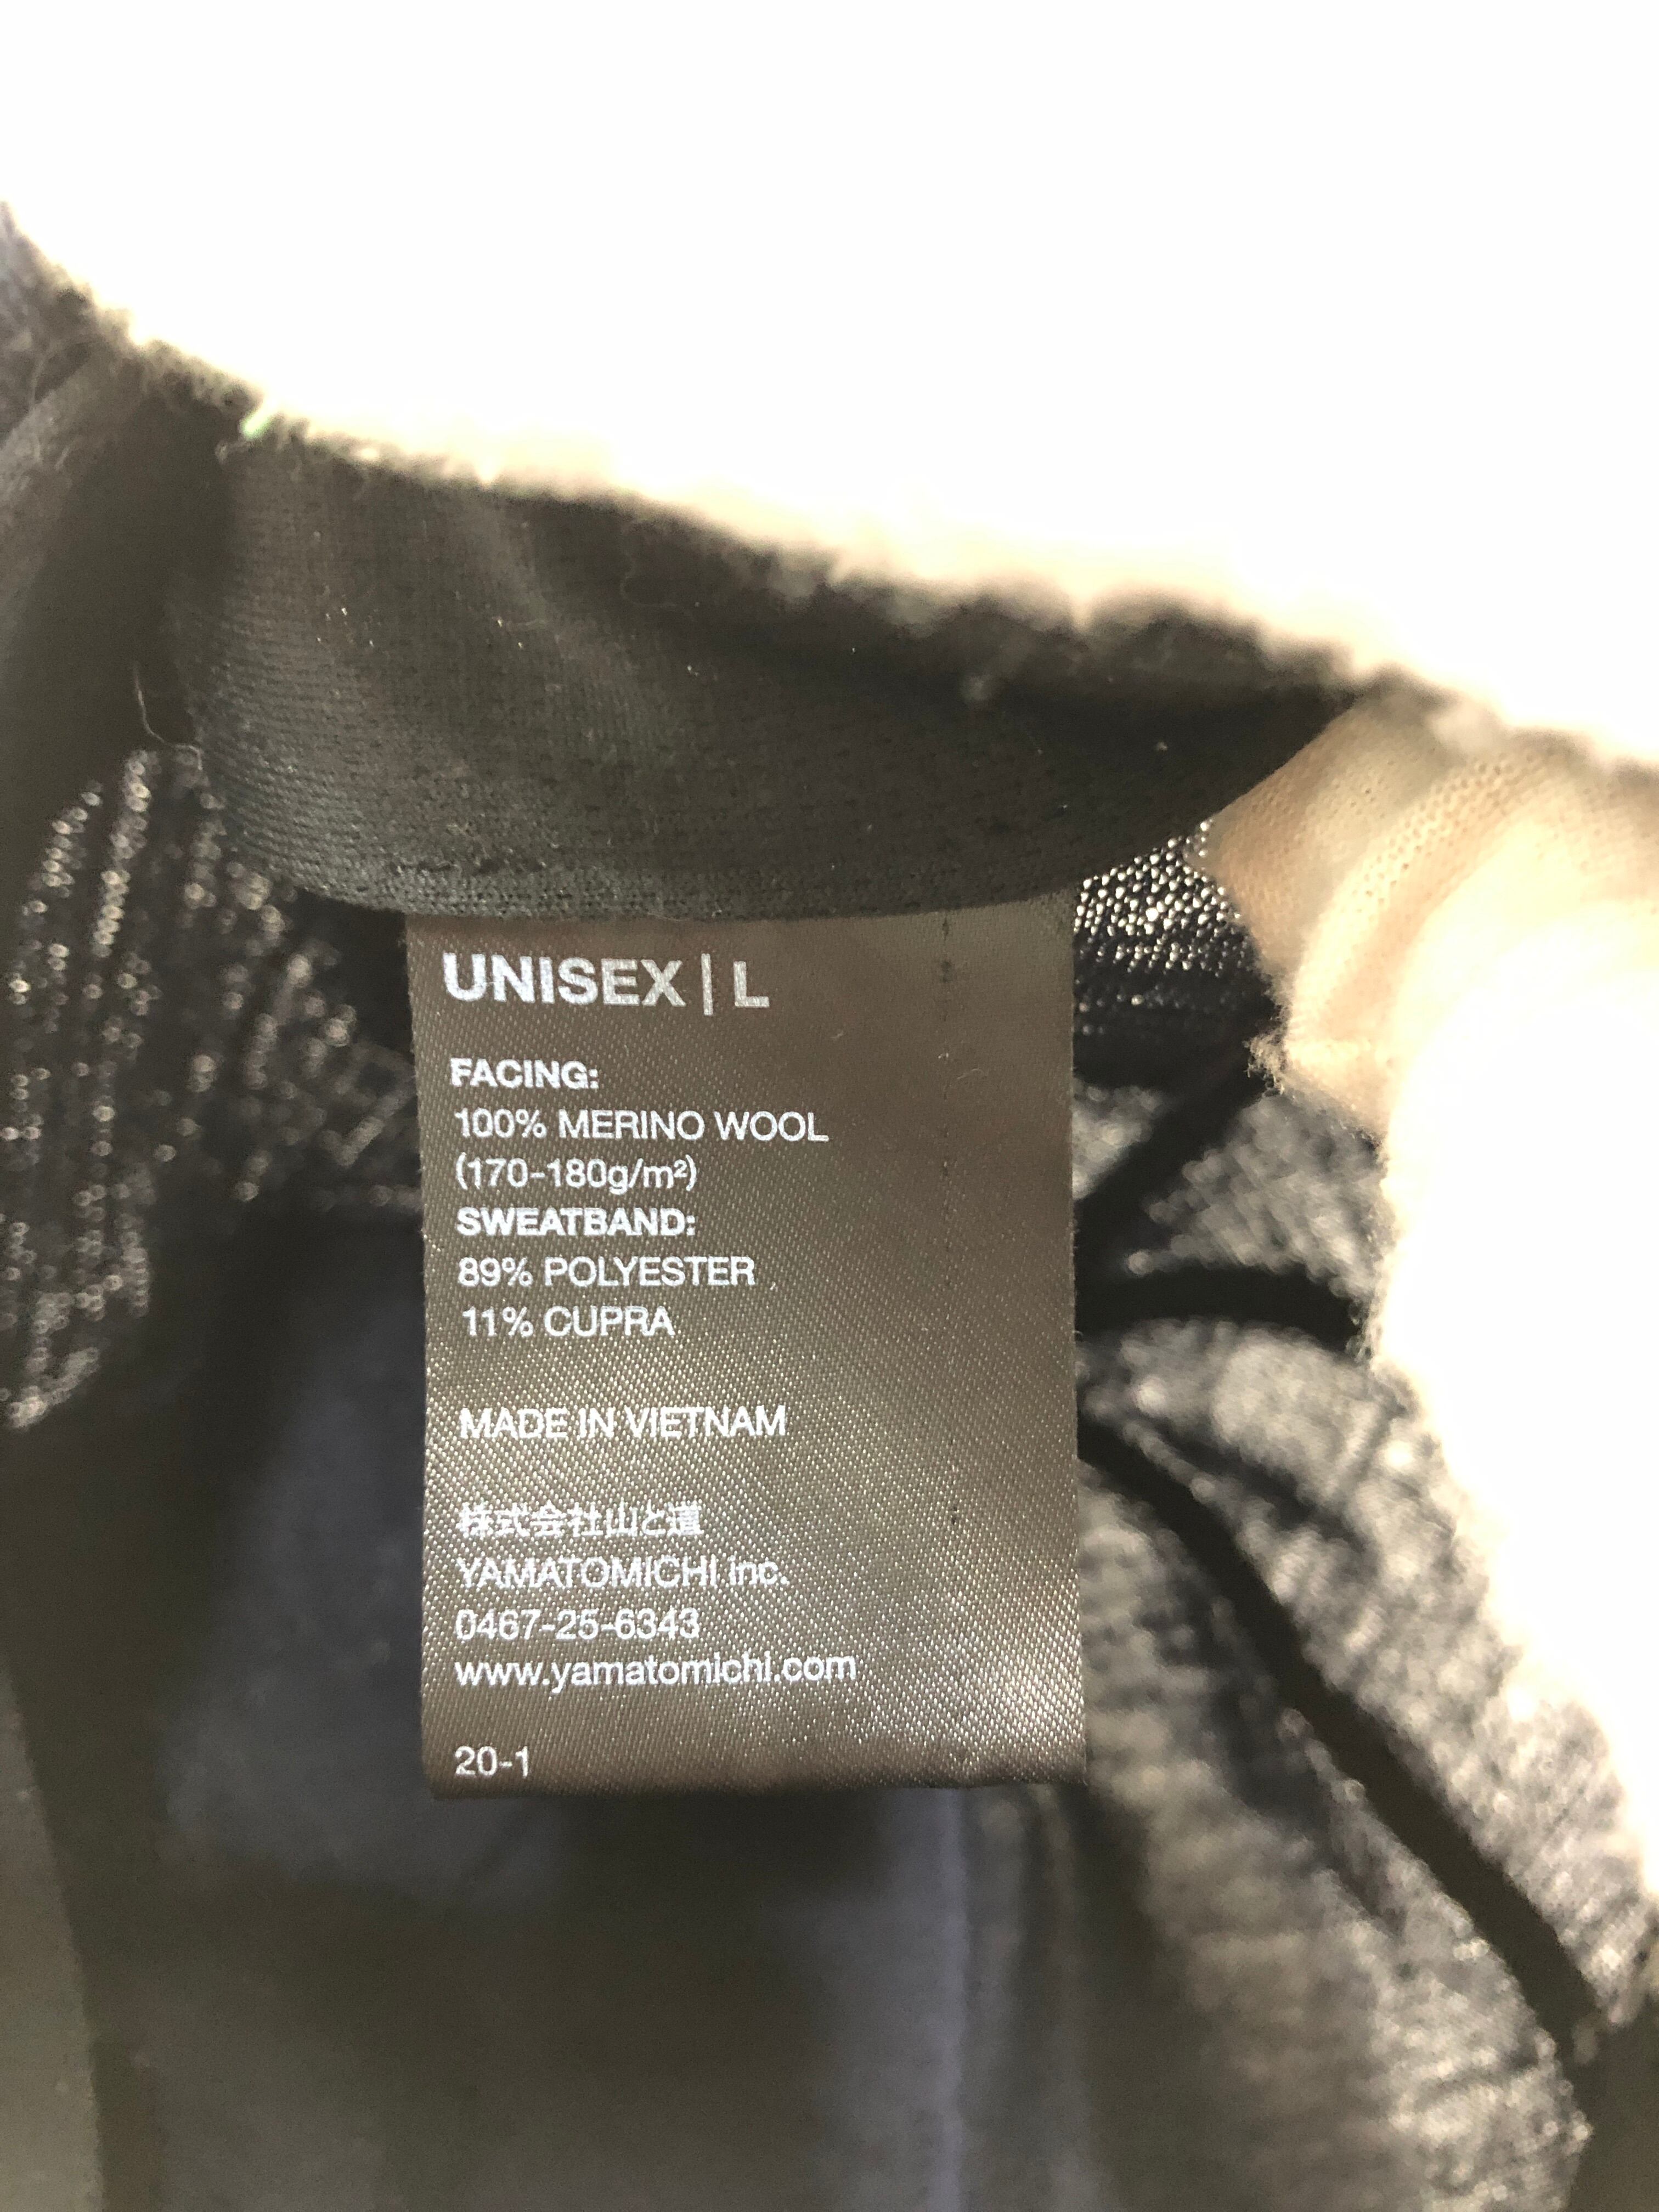 UNISEX | L
FACING:
100% MERINO WOOL
(170-180g/m²)
SWEATBAND:
89% POLYESTER
11% CUPRA
MADE IN VIETNAM
株式会社山と道
YAMATOMICHI inc.
0467-25-6343
www.yamatomichi.com
20-1